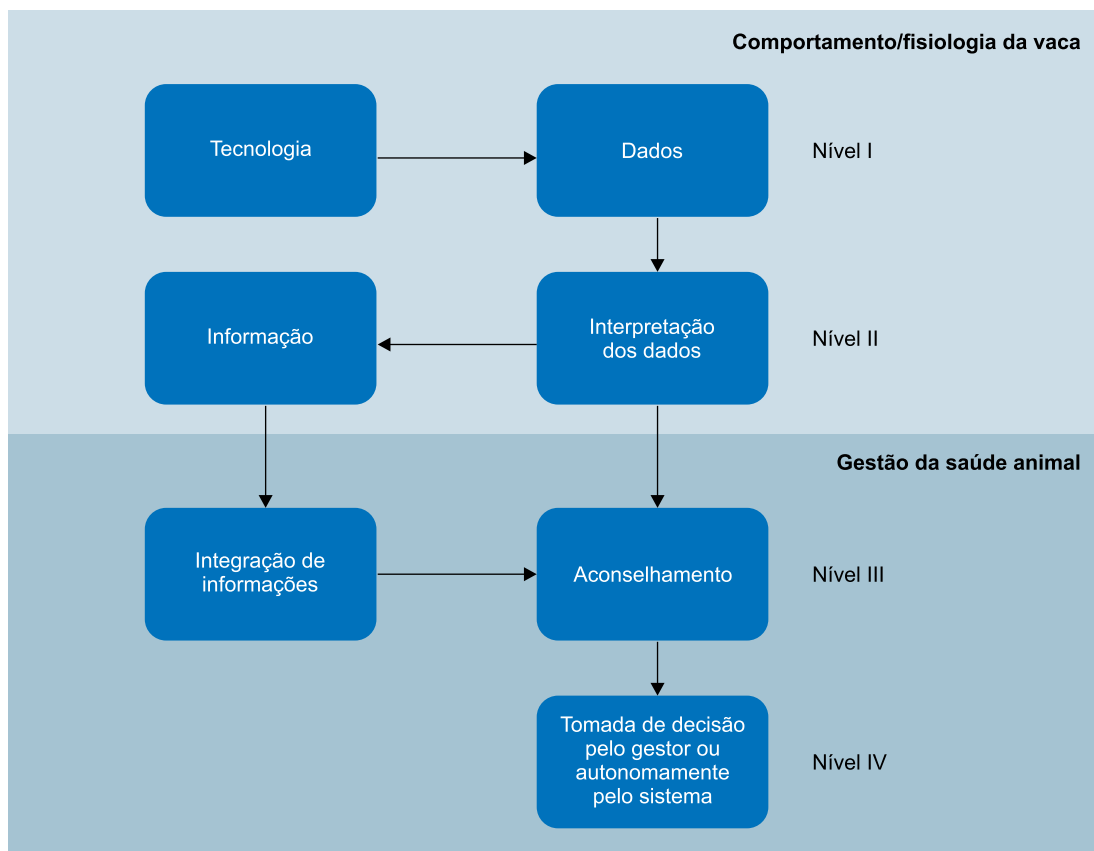 Comportamento/fisiologia da vaca
Tecnologia
Dados
Nível I
Informação
Interpretação
dos dados
Nível II
Gestão da saúde animal
Integração de
informações
Aconselhamento
Nível III
Tomada de decisão
pelo gestor ou
autonomamente
pelo sistema
Nível IV